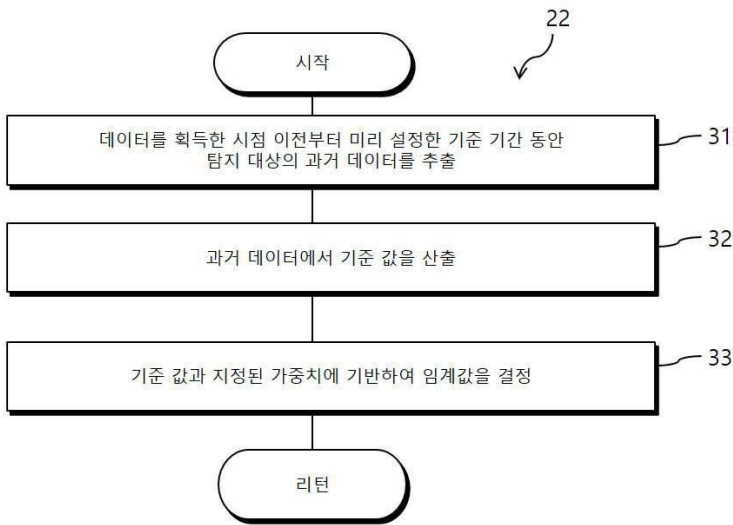 22
시작
데이터를 획득한 시점 이전부터 미리 설정한 기준 기간 동안
탐지 대상의 과거 데이터를 추출
31
과거 데이터에서 기준 값을 산출
32
기준 값과 지정된 가중치에 기반하여 임계값을 결정
33
리턴